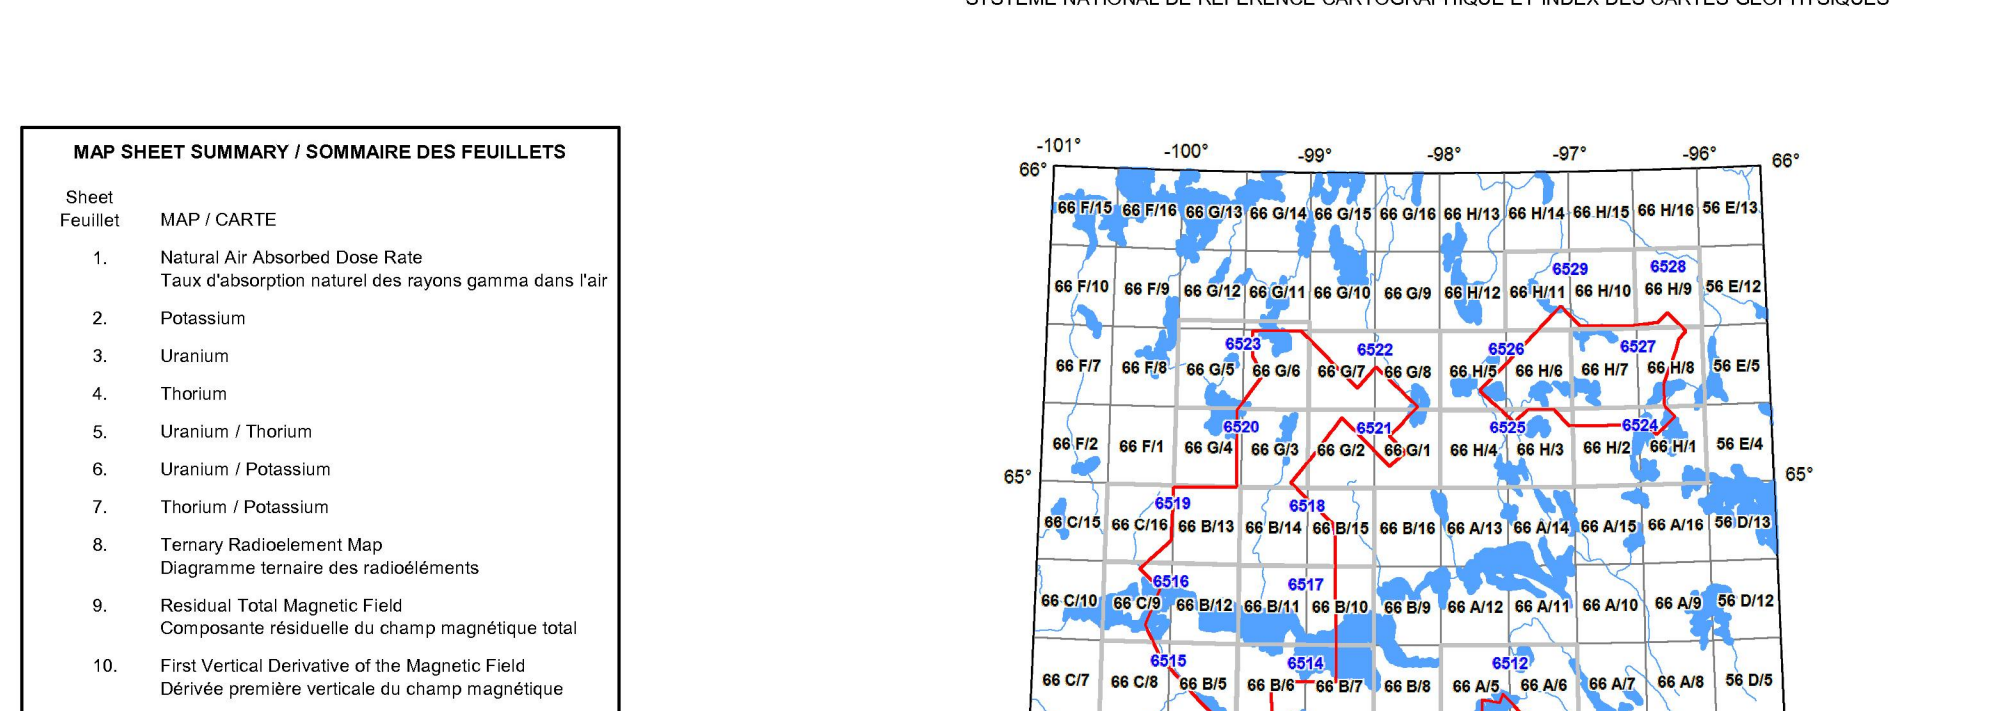 SYSTÈME NATIONAL DE RÉFÉRENCE CARTOGRAPHIQUE ET INDEX DES CARTES GÉOPHYSIQUES
MAP SHEET SUMMARY / SOMMAIRE DES FEUILLETS
Sheet
Feuillet MAP / CARTE
1. Natural Air Absorbed Dose Rate
Taux d'absorption naturel des rayons gamma dans l'air
2. Potassium
3. Uranium
4. Thorium
5. Uranium / Thorium
6. Uranium / Potassium
7. Thorium / Potassium
8. Ternary Radioelement Map
Diagramme ternaire des radioéléments
9. Residual Total Magnetic Field
Composante résiduelle du champ magnétique total
10. First Vertical Derivative of the Magnetic Field
Dérivée première verticale du champ magnétique
-101° -100° -99° -98° -97° -96°
66° 66°
66 F/15 66 F/16 66 G/13 66 G/14 66 G/15 66 G/16 66 H/13 66 H/14 66 H/15 66 H/16 56 E/13
6529 6528
66 F/10 66 F/9 66 G/12 66 G/11 66 G/10 66 G/9 66 H/12 66 H/11 66 H/10 66 H/9 56 E/12
6523 6522 6526 6527
66 F/7 66 F/8 66 G/5 66 G/6 66 G/7 66 G/8 66 H/5 66 H/6 66 H/7 66 H/8 56 E/5
6520 6521 6525 6524
66 F/2 66 F/1 66 G/4 66 G/3 66 G/2 66 G/1 66 H/4 66 H/3 66 H/2 66 H/1 56 E/4
65° 65°
6519 6518
66 C/15 66 C/16 66 B/13 66 B/14 66 B/15 66 B/16 66 A/13 66 A/14 66 A/15 66 A/16 56 D/13
6516 6517
66 C/10 66 C/9 66 B/12 66 B/11 66 B/10 66 B/9 66 A/12 66 A/11 66 A/10 66 A/9 56 D/12
6515 6514 6512
66 C/7 66 C/8 66 B/5 66 B/6 66 B/7 66 B/8 66 A/5 66 A/6 66 A/7 66 A/8 56 D/5